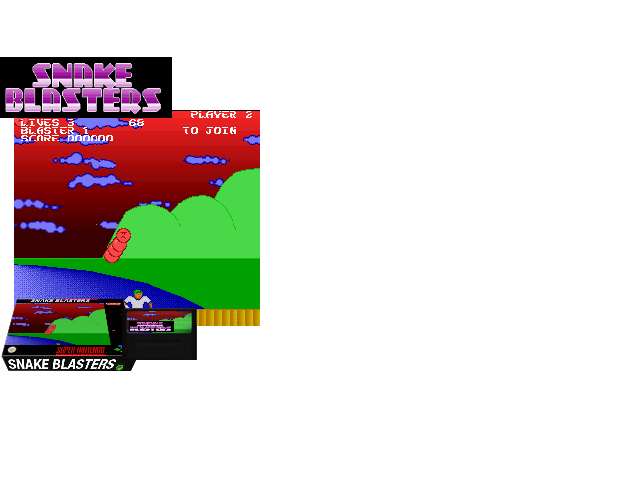 SNAKE
BLASTERS
PLAYER 2
LIVES 3 68
BLASTER 1 TO JOIN
SCORE 000000
SNAKE BLASTERS
SNAKE
BLASTERS
SUPER NINTENDO
SNAKE BLASTERS